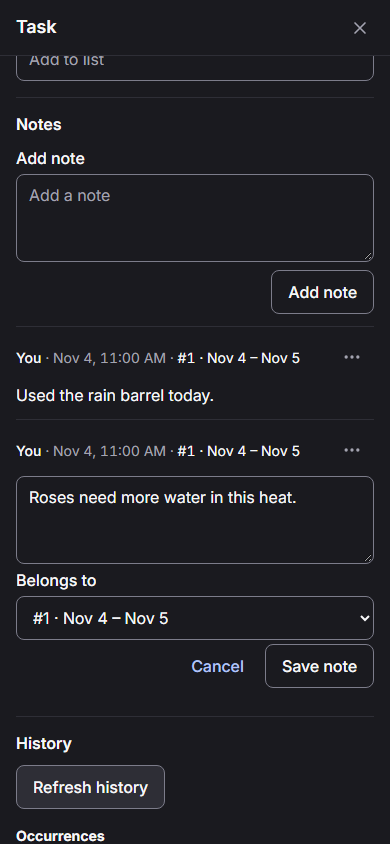 Task
Add to list
Notes
Add note
Add a note
Add note
You · Nov 4, 11:00 AM · #1 · Nov 4 – Nov 5
Used the rain barrel today.
You · Nov 4, 11:00 AM · #1 · Nov 4 – Nov 5
Roses need more water in this heat.
Belongs to
#1 · Nov 4 – Nov 5
Cancel Save note
History
Refresh history
Occurrences